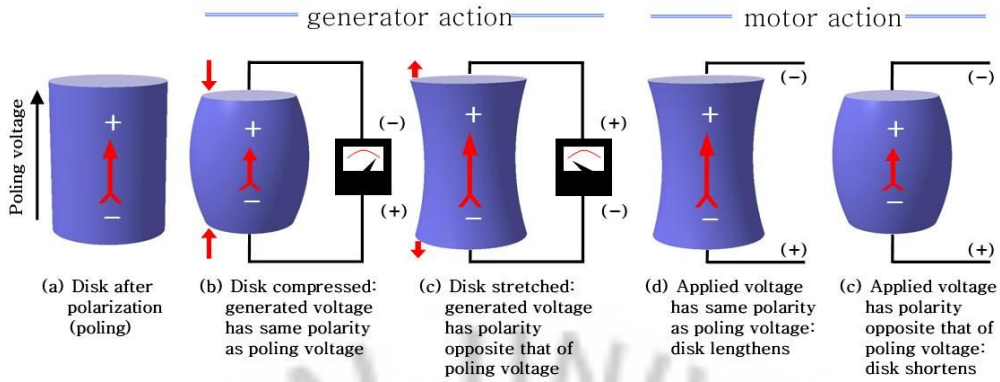 generator action
motor action
Poling voltage
+
−
(−)
(+)
+
−
(+)
(−)
+
−
(−)
(+)
+
−
(−)
(+)
+
−
(a) Disk after
polarization
(poling)
(b) Disk compressed:
generated voltage
has same polarity
as poling voltage
(c) Disk stretched:
generated voltage
has polarity
opposite that of
poling voltage
(d) Applied voltage
has same polarity
as poling voltage:
disk lengthens
(c) Applied voltage
has polarity
opposite that of
poling voltage:
disk shortens